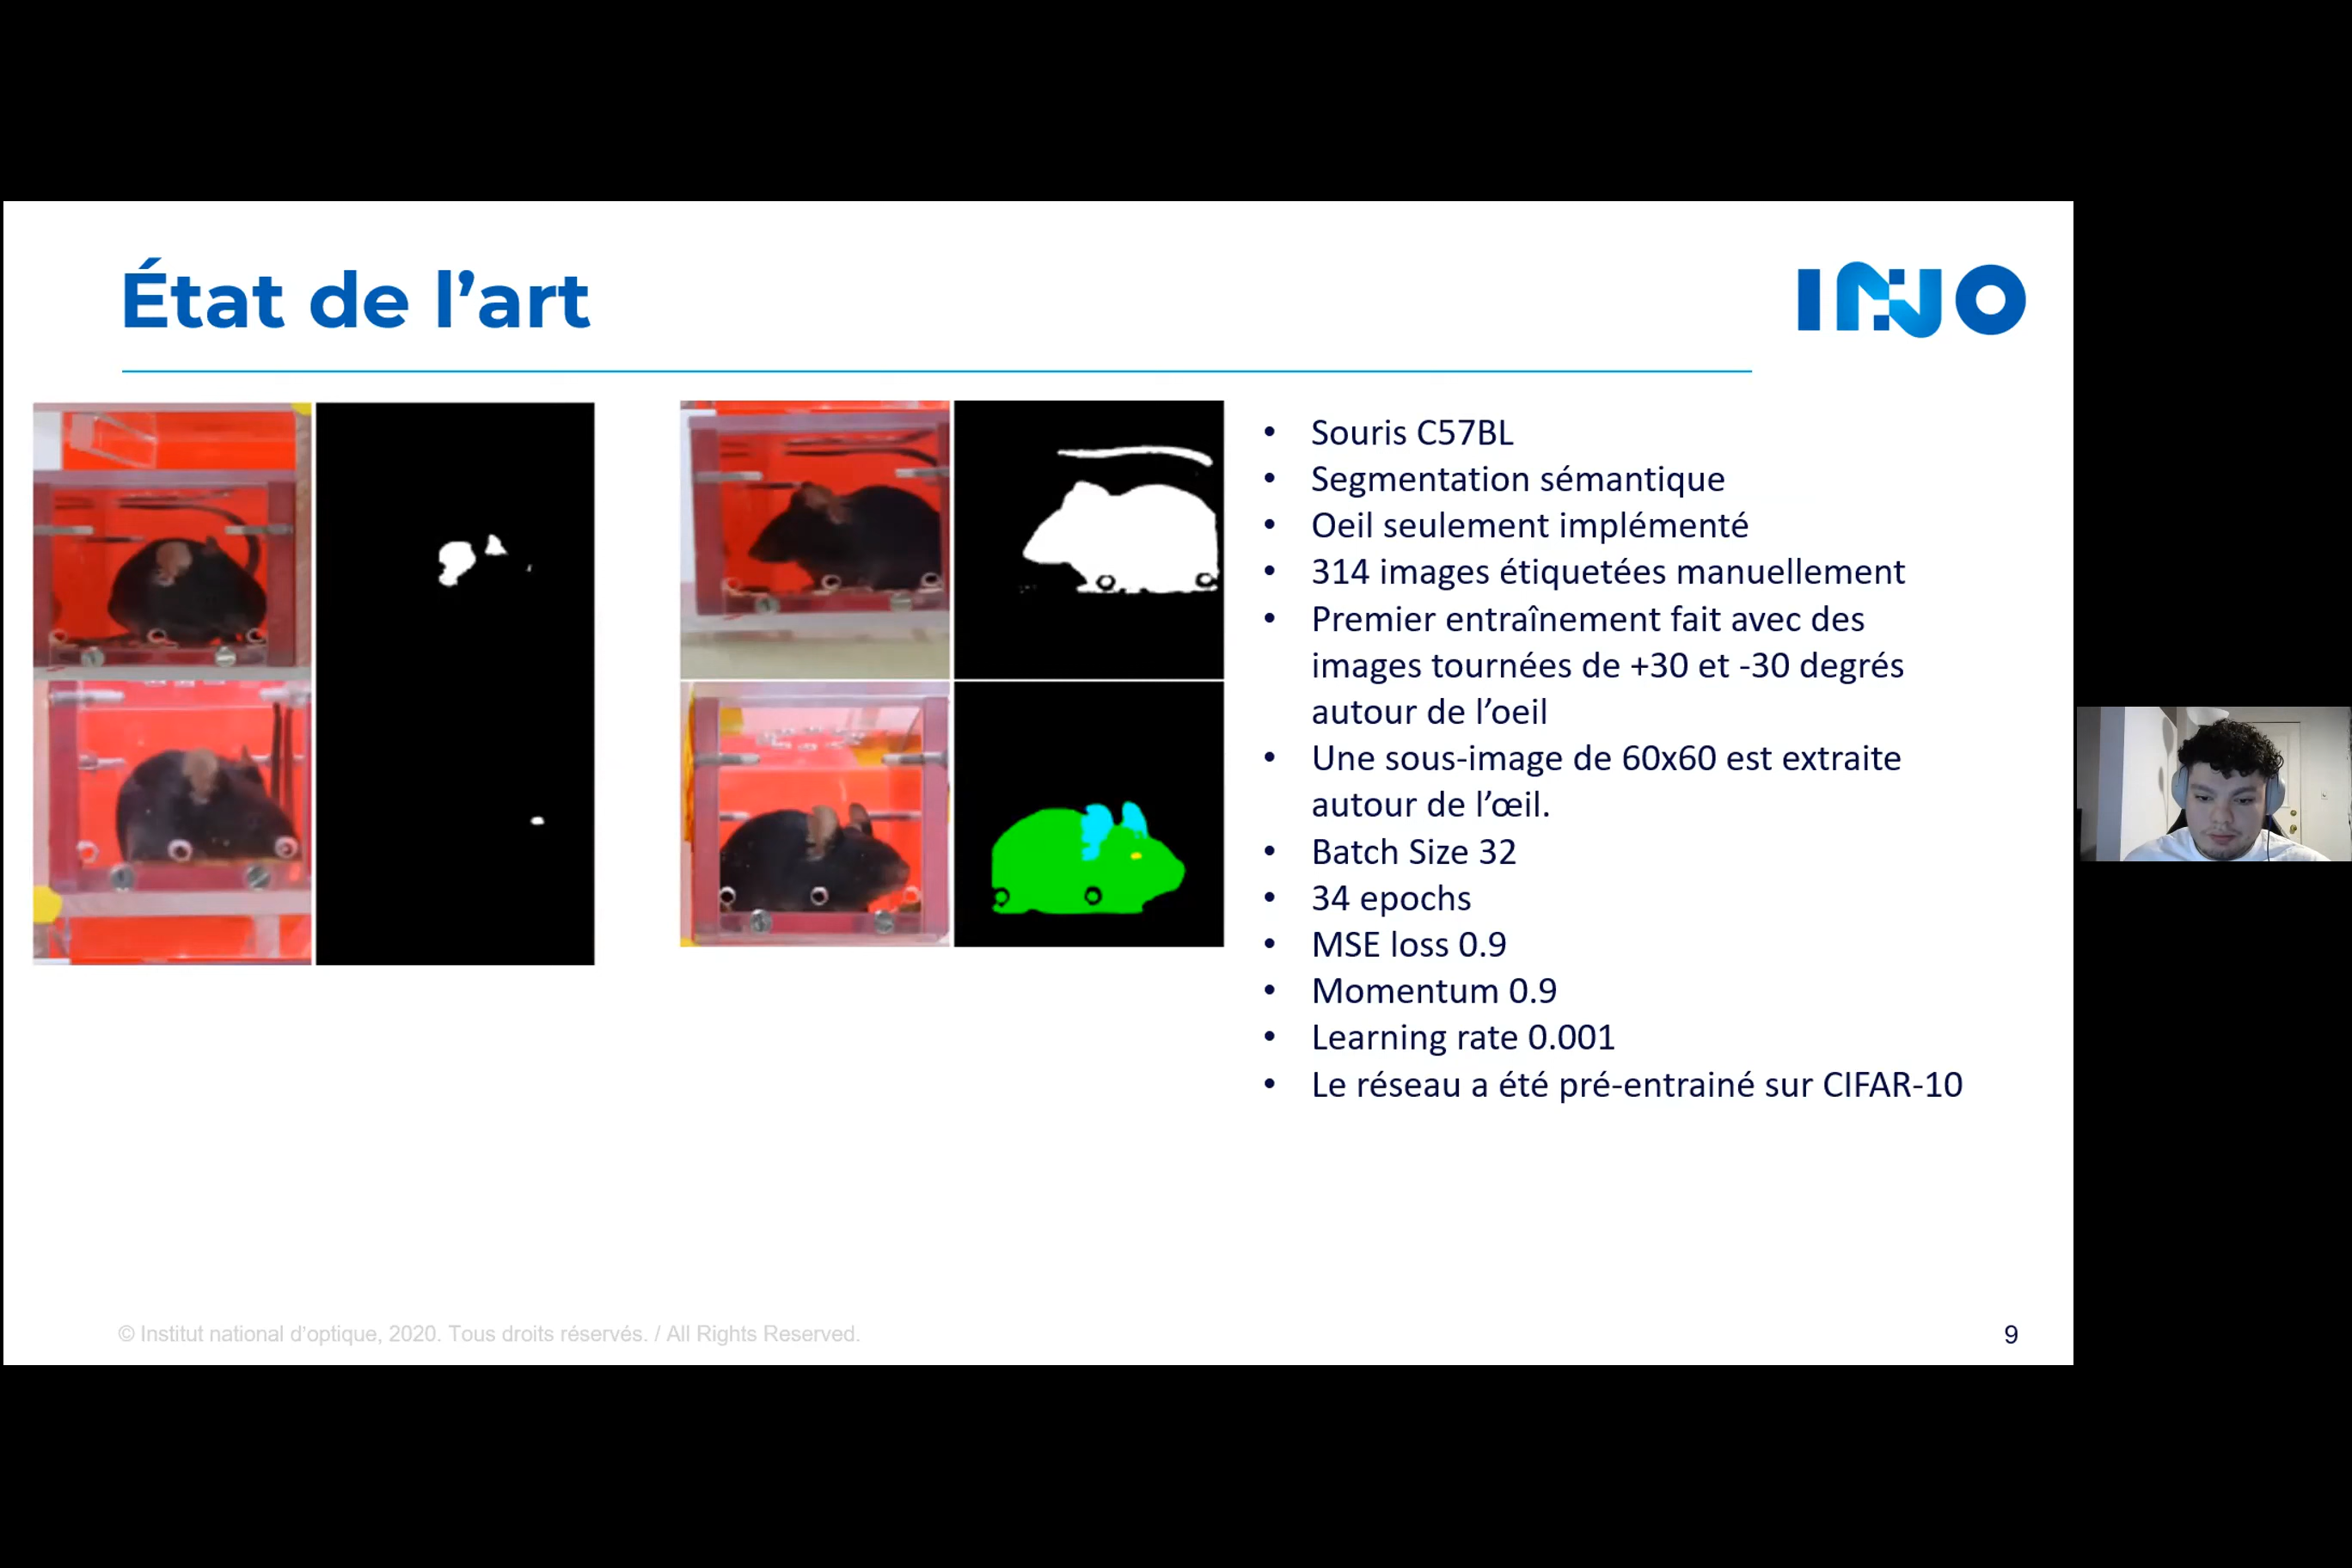 État de l'art
INO
• Souris C57BL
• Segmentation sémantique
• Oeil seulement implémenté
• 314 images étiquetées manuellement
• Premier entraînement fait avec des
images tournées de +30 et -30 degrés
autour de l'oeil
• Une sous-image de 60x60 est extraite
autour de l'œil.
• Batch Size 32
• 34 epochs
• MSE loss 0.9
• Momentum 0.9
• Learning rate 0.001
• Le réseau a été pré-entrainé sur CIFAR-10
© Institut national d'optique, 2020. Tous droits réservés. / All Rights Reserved.
9